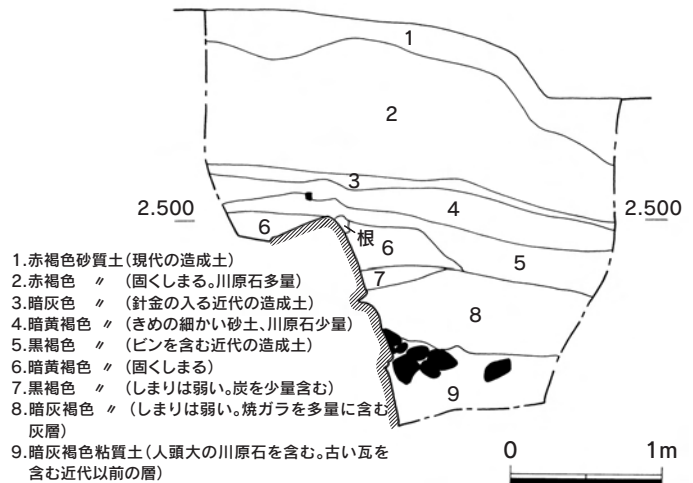 1
2
3
2.500
4
2.500
6
根
6
5
7
8
9
1.赤褐色砂質土(現代の造成土)
2.赤褐色 〃 (固くしまる。川原石多量)
3.暗灰色 〃 (針金の入る近代の造成土)
4.暗黄褐色 〃 (きめの細かい砂土、川原石少量)
5.黒褐色 〃 (ビンを含む近代の造成土)
6.暗黄褐色 〃 (固くしまる)
7.黒褐色 〃 (しまりは弱い。炭を少量含む)
8.暗灰褐色 〃 (しまりは弱い。焼ガラを多量に含む
灰層)
9.暗灰褐色粘質土(人頭大の川原石を含む。古い瓦を
含む近代以前の層)
0 1m